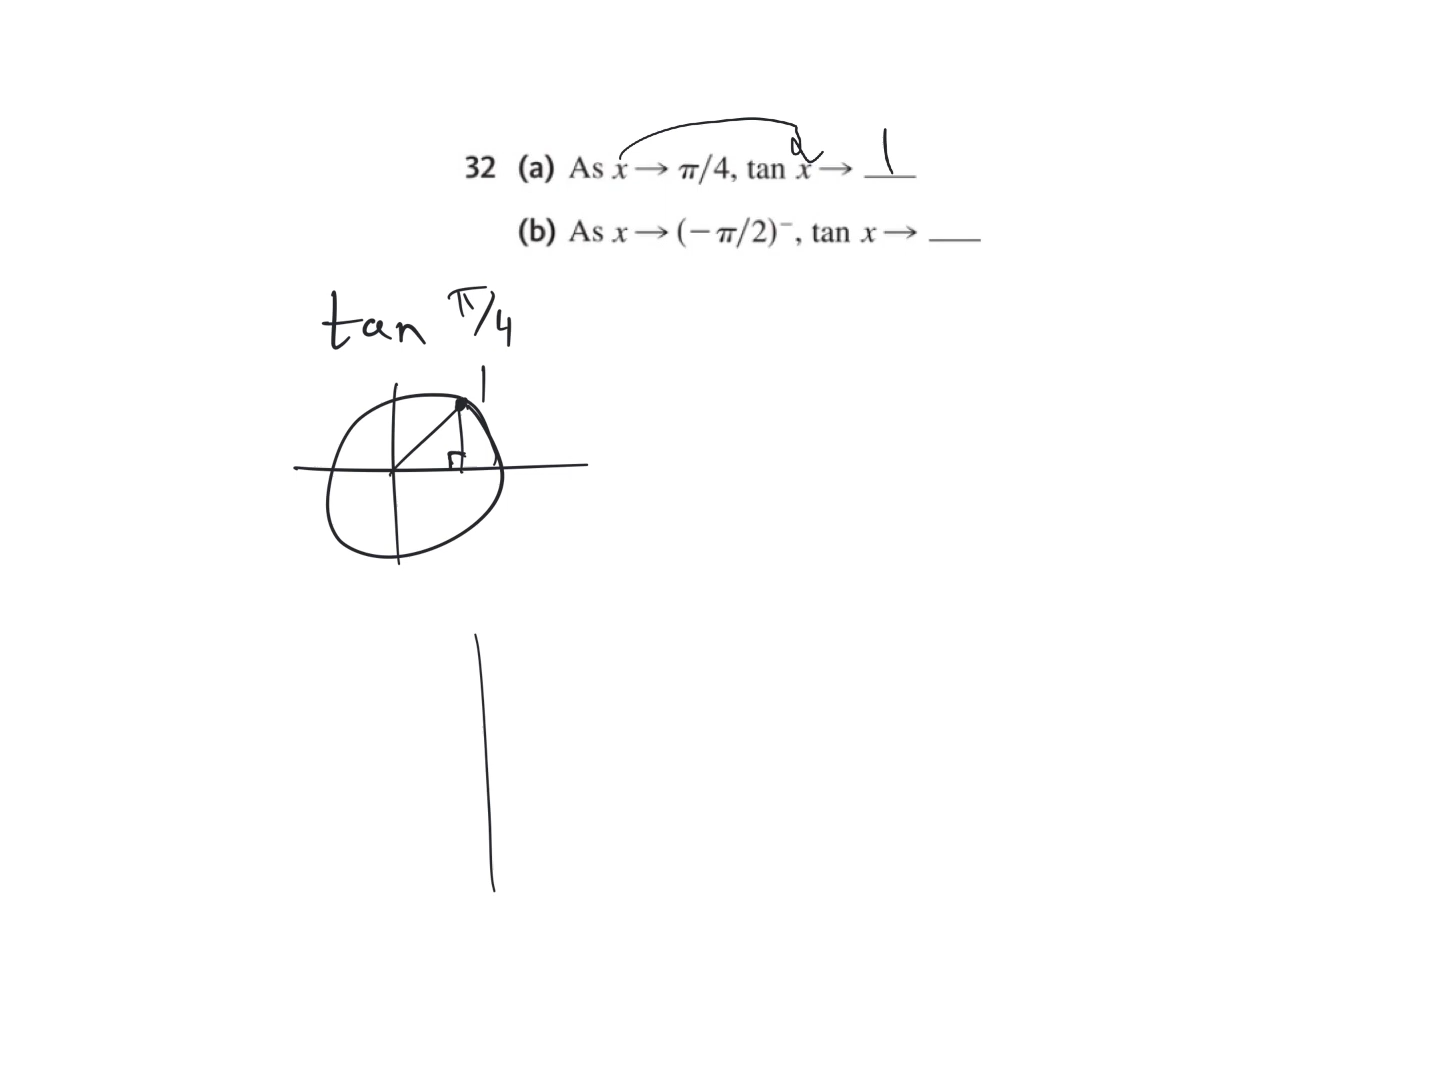 32 (a) As x → π/4, tan x → 1
(b) As x → (−π/2)⁻, tan x → ___
tan π/4
1